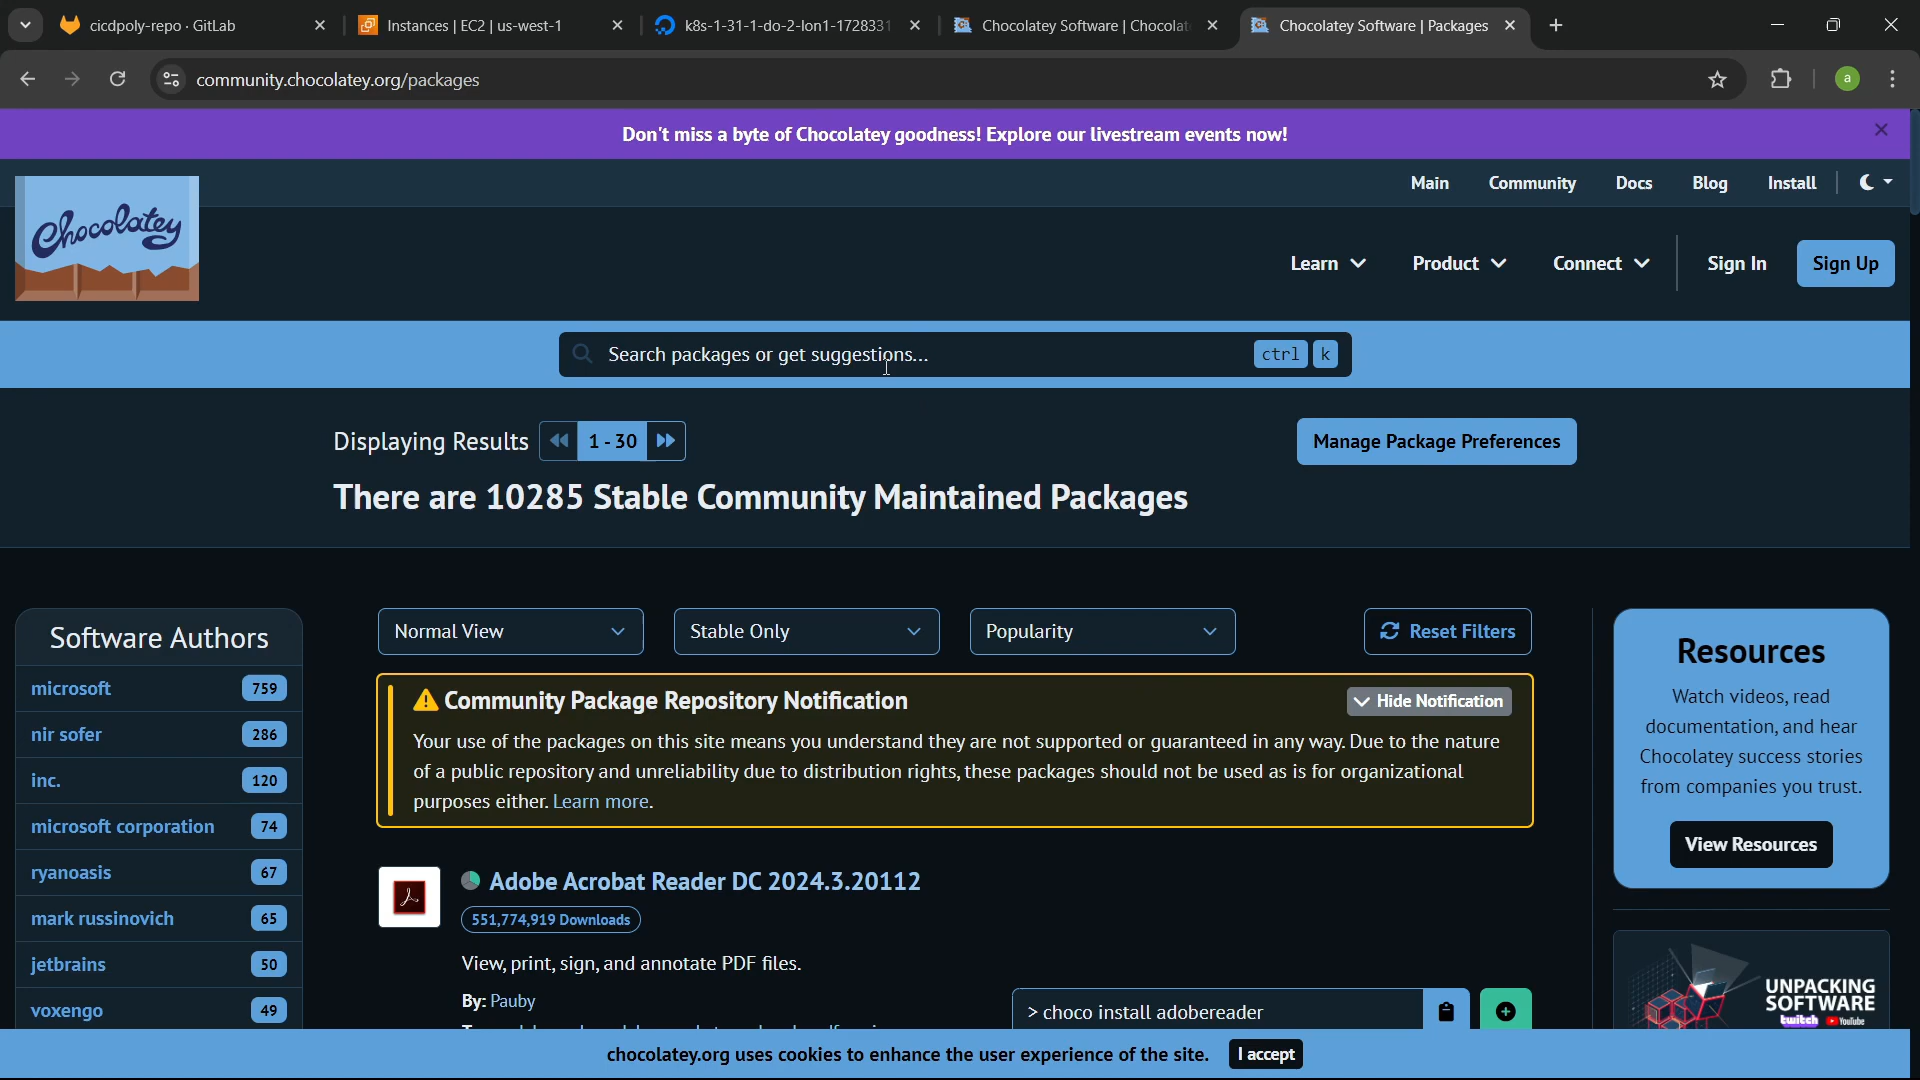 cicdpoly-repo · GitLab
Instances | EC2 | us-west-1
k8s-1-31-1-do-2-lon1-1728331
Chocolatey Software | Chocolat
Chocolatey Software | Packages
community.chocolatey.org/packages
a
Don't miss a byte of Chocolatey goodness! Explore our livestream events now!
Main Community Docs Blog Install
Chocolatey
Learn Product Connect Sign In Sign Up
Search packages or get suggestions... ctrl k
Displaying Results 1 - 30
Manage Package Preferences
There are 10285 Stable Community Maintained Packages
Software Authors
microsoft 759
nir sofer 286
inc. 120
microsoft corporation 74
ryanoasis 67
mark russinovich 65
jetbrains 50
voxengo 49
Normal View Stable Only Popularity Reset Filters
Community Package Repository Notification
Hide Notification
Your use of the packages on this site means you understand they are not supported or guaranteed in any way. Due to the nature
of a public repository and unreliability due to distribution rights, these packages should not be used as is for organizational
purposes either. Learn more.
Adobe Acrobat Reader DC 2024.3.20112
551,774,919 Downloads
View, print, sign, and annotate PDF files.
By: Pauby
> choco install adobereader
Resources
Watch videos, read
documentation, and hear
Chocolatey success stories
from companies you trust.
View Resources
UNPACKING
SOFTWARE
twitch YouTube
chocolatey.org uses cookies to enhance the user experience of the site. I accept